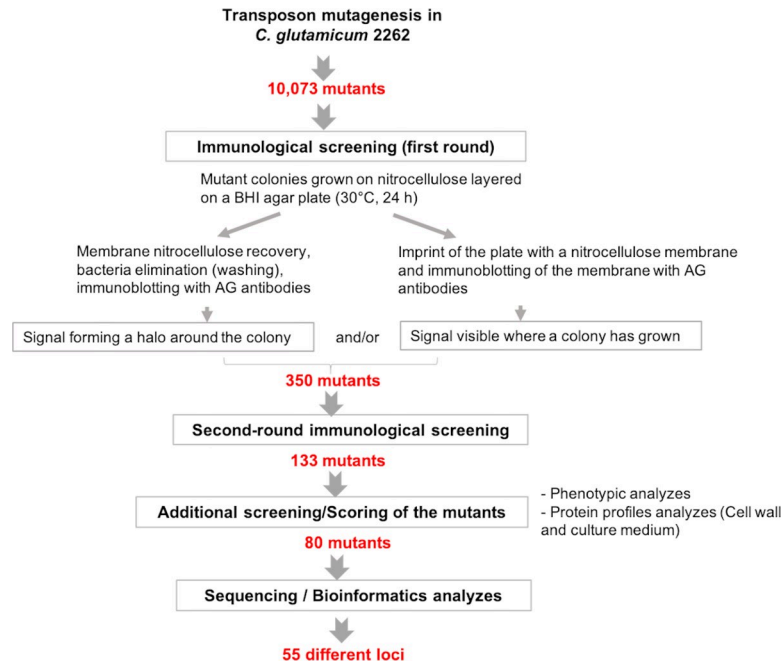 Transposon mutagenesis in
C. glutamicum 2262
10,073 mutants
Immunological screening (first round)
Mutant colonies grown on nitrocellulose layered
on a BHI agar plate (30°C, 24 h)
Membrane nitrocellulose recovery,
bacteria elimination (washing),
immunoblotting with AG antibodies
Imprint of the plate with a nitrocellulose membrane
and immunoblotting of the membrane with AG
antibodies
Signal forming a halo around the colony
and/or
Signal visible where a colony has grown
350 mutants
Second-round immunological screening
133 mutants
Additional screening/Scoring of the mutants
- Phenotypic analyzes
- Protein profiles analyzes (Cell wall
and culture medium)
80 mutants
Sequencing / Bioinformatics analyzes
55 different loci